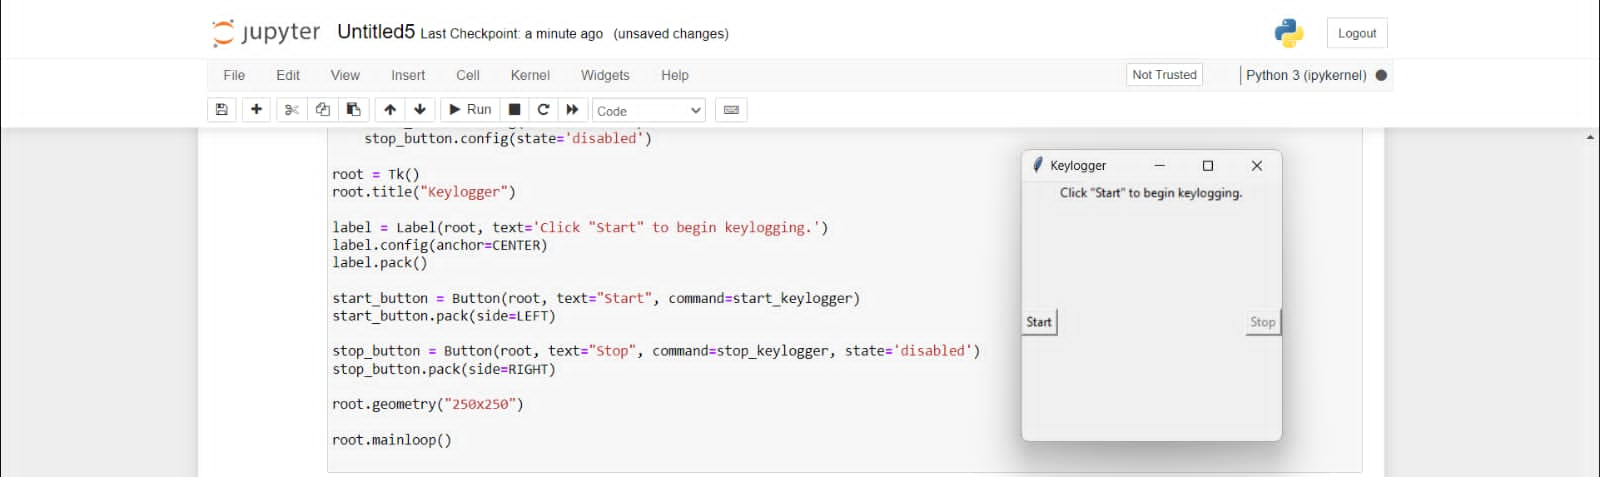 jupyter Untitled5 Last Checkpoint: a minute ago (unsaved changes) Logout
File Edit View Insert Cell Kernel Widgets Help Not Trusted Python 3 (ipykernel)
Run Code
stop_button.config(state='disabled')
root = Tk()
root.title("Keylogger")
label = Label(root, text='Click "Start" to begin keylogging.')
label.config(anchor=CENTER)
label.pack()
start_button = Button(root, text="Start", command=start_keylogger)
start_button.pack(side=LEFT)
stop_button = Button(root, text="Stop", command=stop_keylogger, state='disabled')
stop_button.pack(side=RIGHT)
root.geometry("250x250")
root.mainloop()
Keylogger
Click "Start" to begin keylogging.
Start Stop